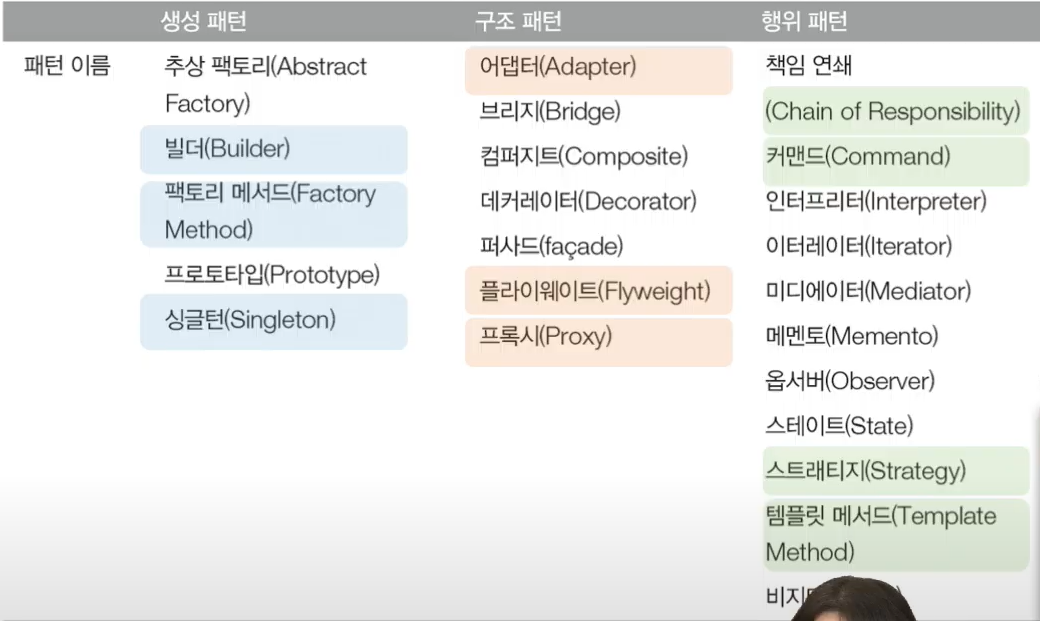 생성 패턴
구조 패턴
행위 패턴
패턴 이름
추상 팩토리(Abstract
Factory)
빌더(Builder)
팩토리 메서드(Factory
Method)
프로토타입(Prototype)
싱글턴(Singleton)
어댑터(Adapter)
브리지(Bridge)
컴퍼지트(Composite)
데커레이터(Decorator)
퍼사드(façade)
플라이웨이트(Flyweight)
프록시(Proxy)
책임 연쇄
(Chain of Responsibility)
커맨드(Command)
인터프리터(Interpreter)
이터레이터(Iterator)
미디에이터(Mediator)
메멘토(Memento)
옵서버(Observer)
스테이트(State)
스트래티지(Strategy)
템플릿 메서드(Template
Method)